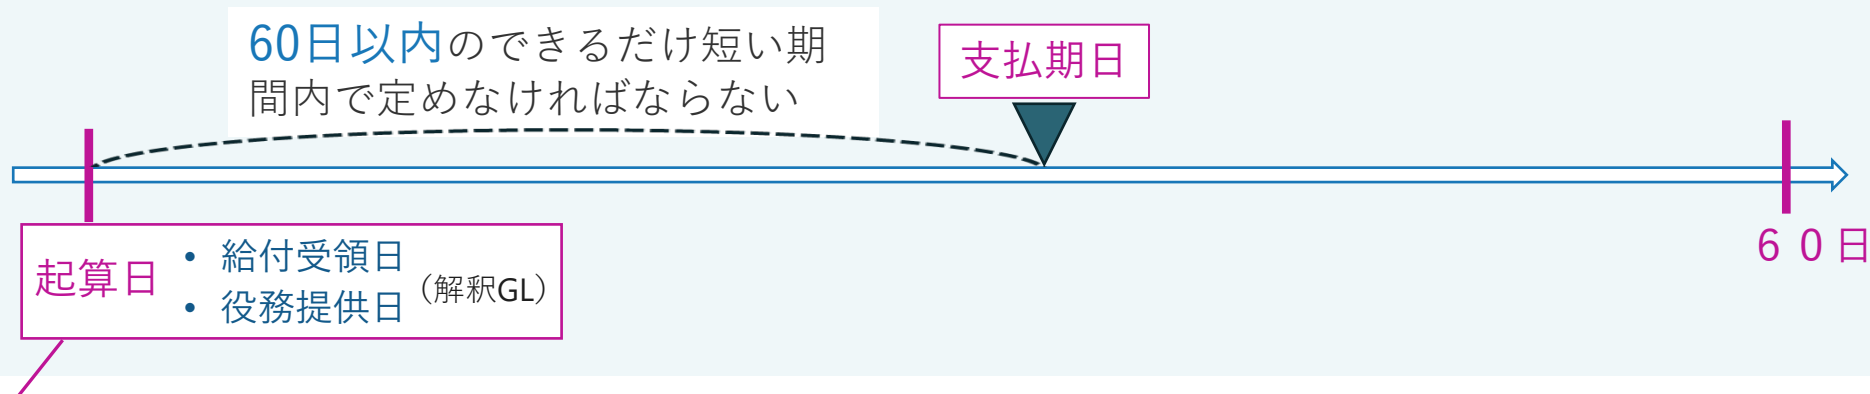 60日以内のできるだけ短い期
間内で定めなければならない
支払期日
６０日
起算日
• 給付受領日
• 役務提供日
（解釈GL）